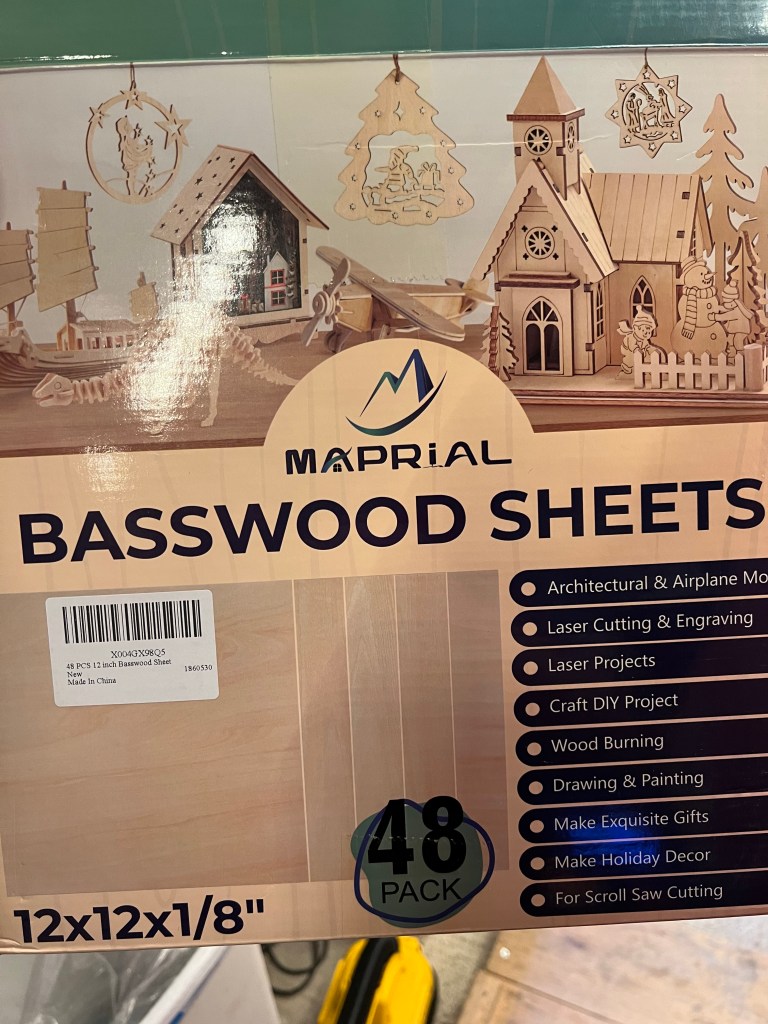 MAPRiAL
BASSWOOD SHEETS
X004GX98Q5
48 PCS 12 inch Basswood Sheet
New 1860530
Made In China
Architectural & Airplane Mo
Laser Cutting & Engraving
Laser Projects
Craft DIY Project
Wood Burning
Drawing & Painting
Make Exquisite Gifts
Make Holiday Decor
For Scroll Saw Cutting
48
PACK
12x12x1/8"